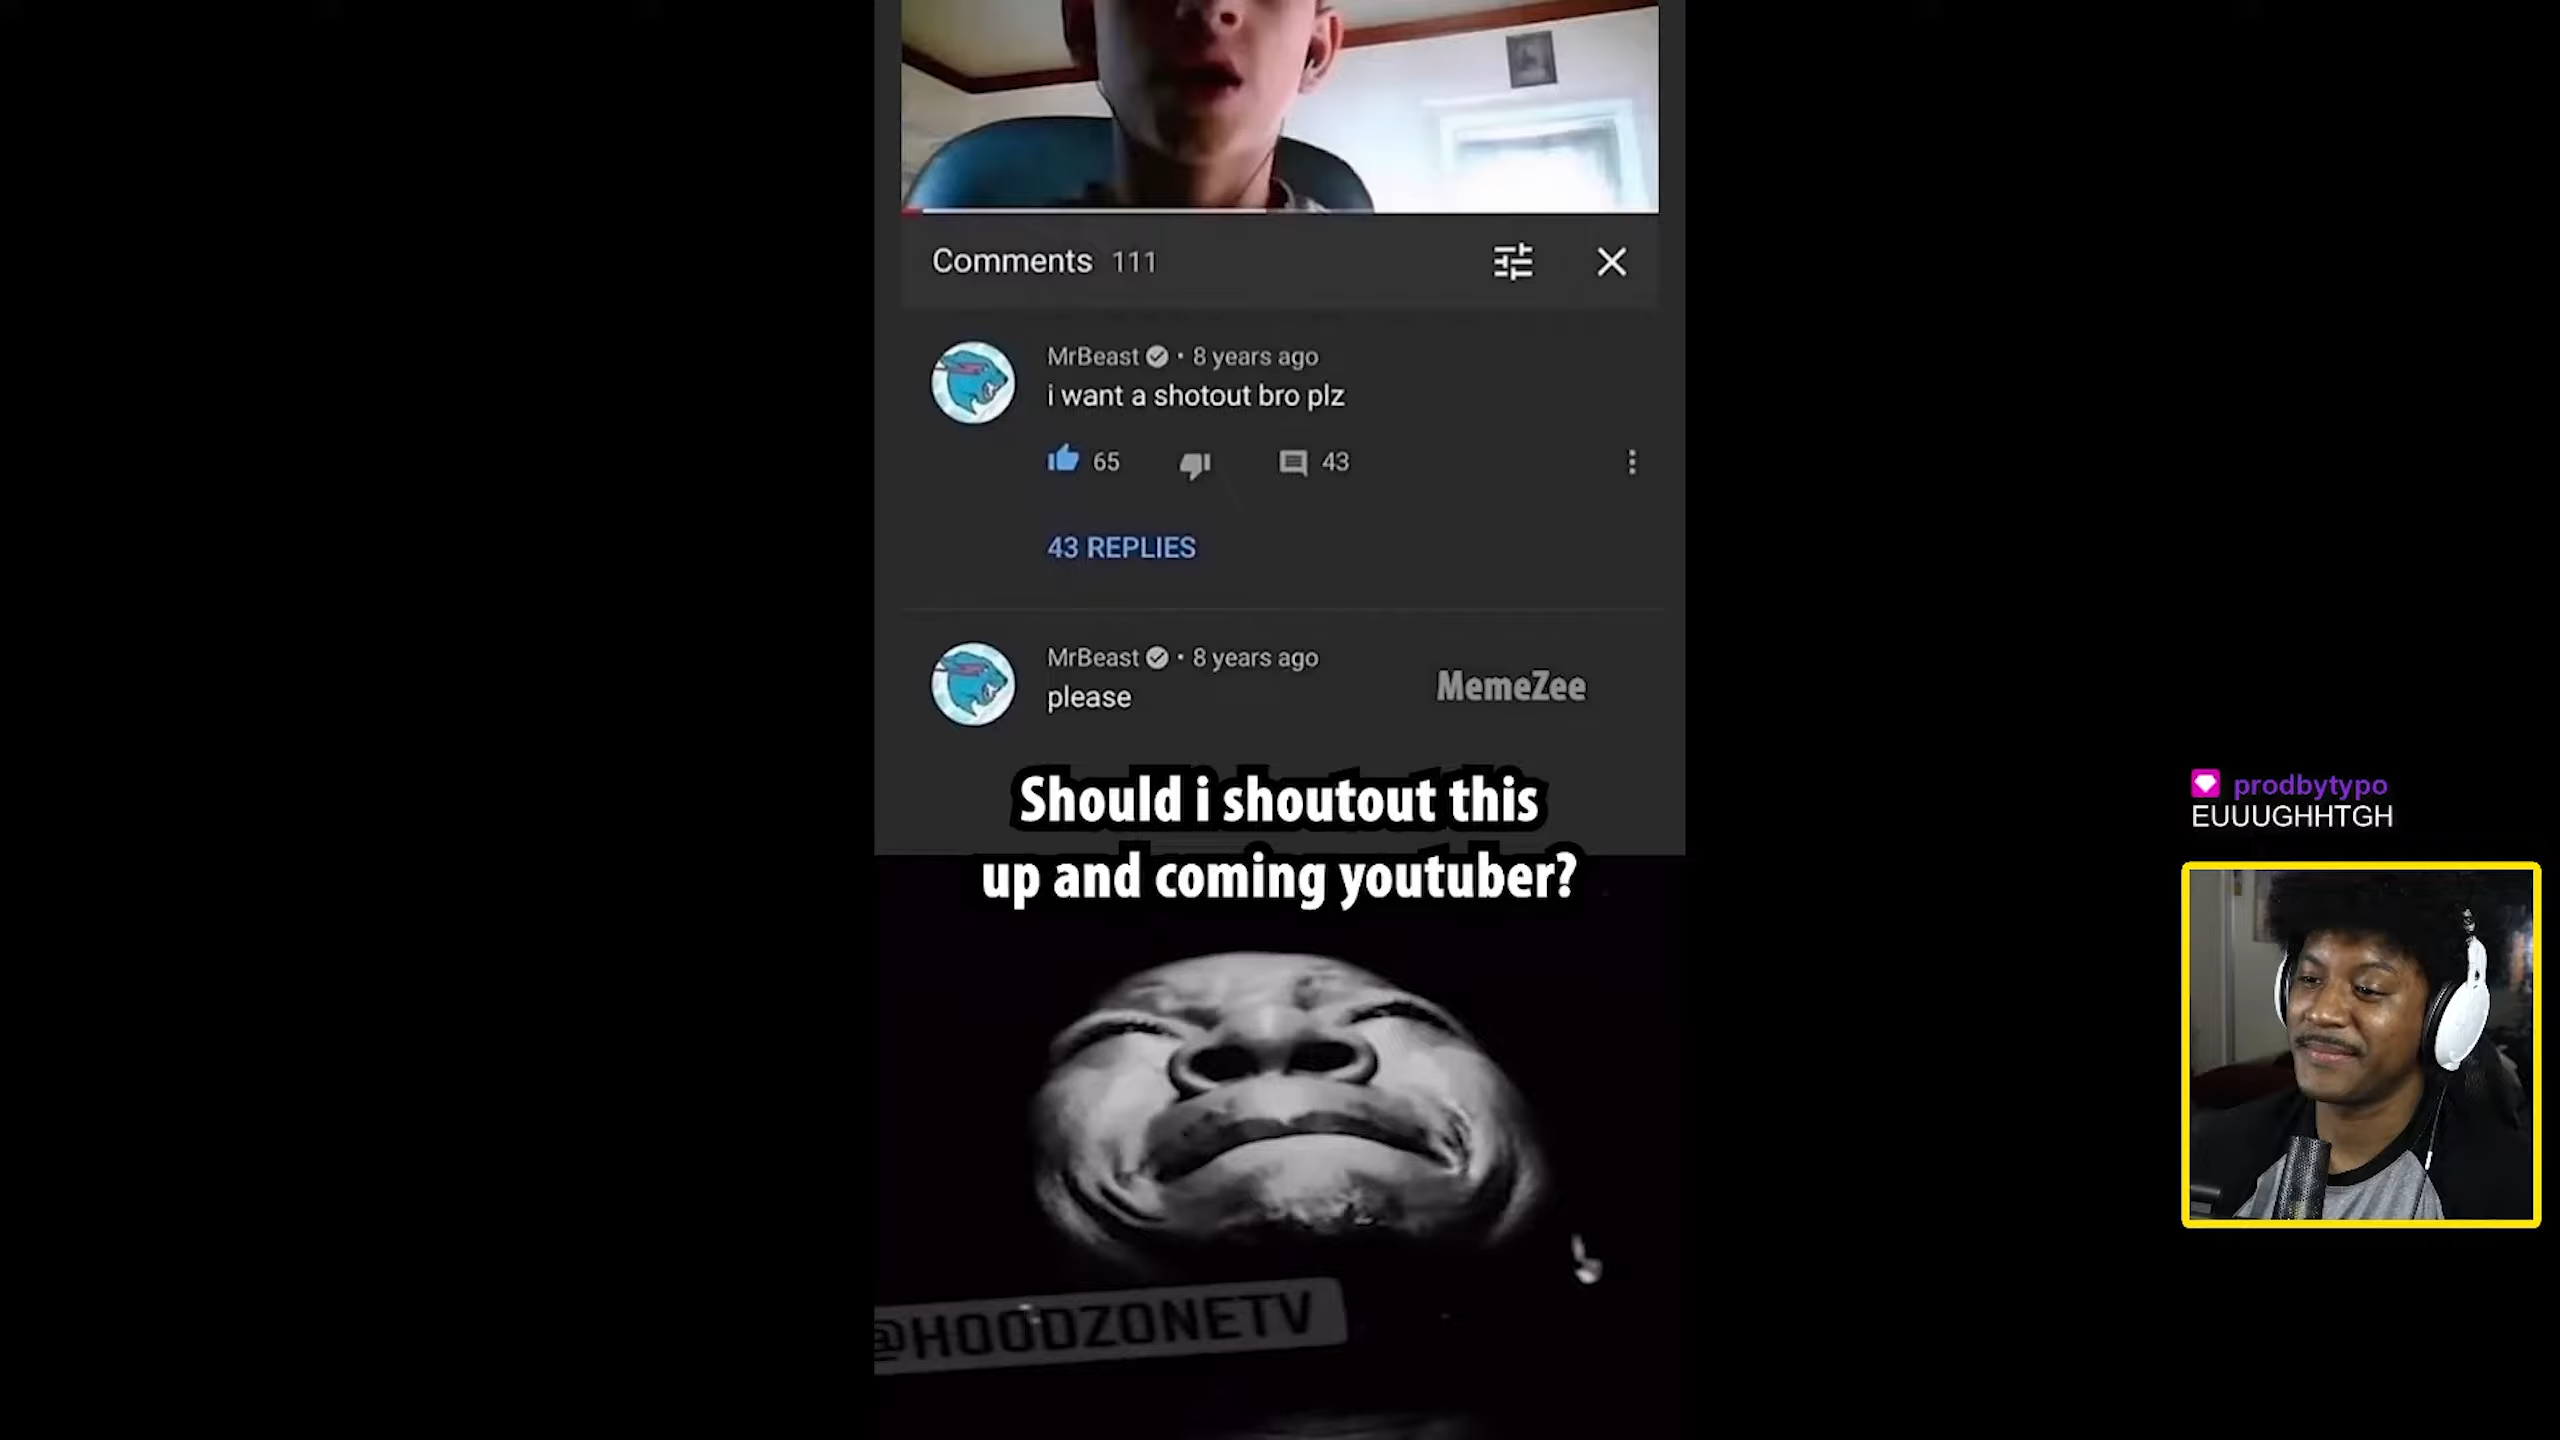 Comments 111
MrBeast • 8 years ago
i want a shotout bro plz
65
43
43 REPLIES
MrBeast • 8 years ago
please
MemeZee
Should i shoutout this
up and coming youtuber?
@HOODZONETV
prodbytypo
EUUUGHHTGH